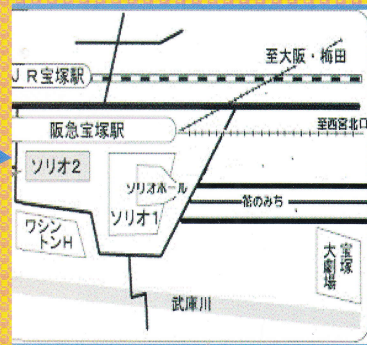 至大阪・梅田
JR宝塚駅
阪急宝塚駅
至西宮北口
ソリオ2
ソリオホール
ソリオ1
花のみち
ワシン
トンH
宝塚
大劇場
武庫川